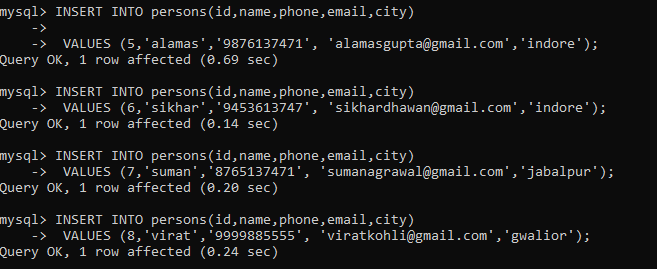 mysql> INSERT INTO persons(id,name,phone,email,city)
    ->
    ->  VALUES (5,'alamas','9876137471', 'alamasgupta@gmail.com','indore');
Query OK, 1 row affected (0.69 sec)
mysql> INSERT INTO persons(id,name,phone,email,city)
    ->  VALUES (6,'sikhar','9453613747', 'sikhardhawan@gmail.com','indore');
Query OK, 1 row affected (0.14 sec)
mysql> INSERT INTO persons(id,name,phone,email,city)
    ->  VALUES (7,'suman','8765137471', 'sumanagrawal@gmail.com','jabalpur');
Query OK, 1 row affected (0.20 sec)
mysql> INSERT INTO persons(id,name,phone,email,city)
    ->  VALUES (8,'virat','9999885555', 'viratkohli@gmail.com','gwalior');
Query OK, 1 row affected (0.24 sec)